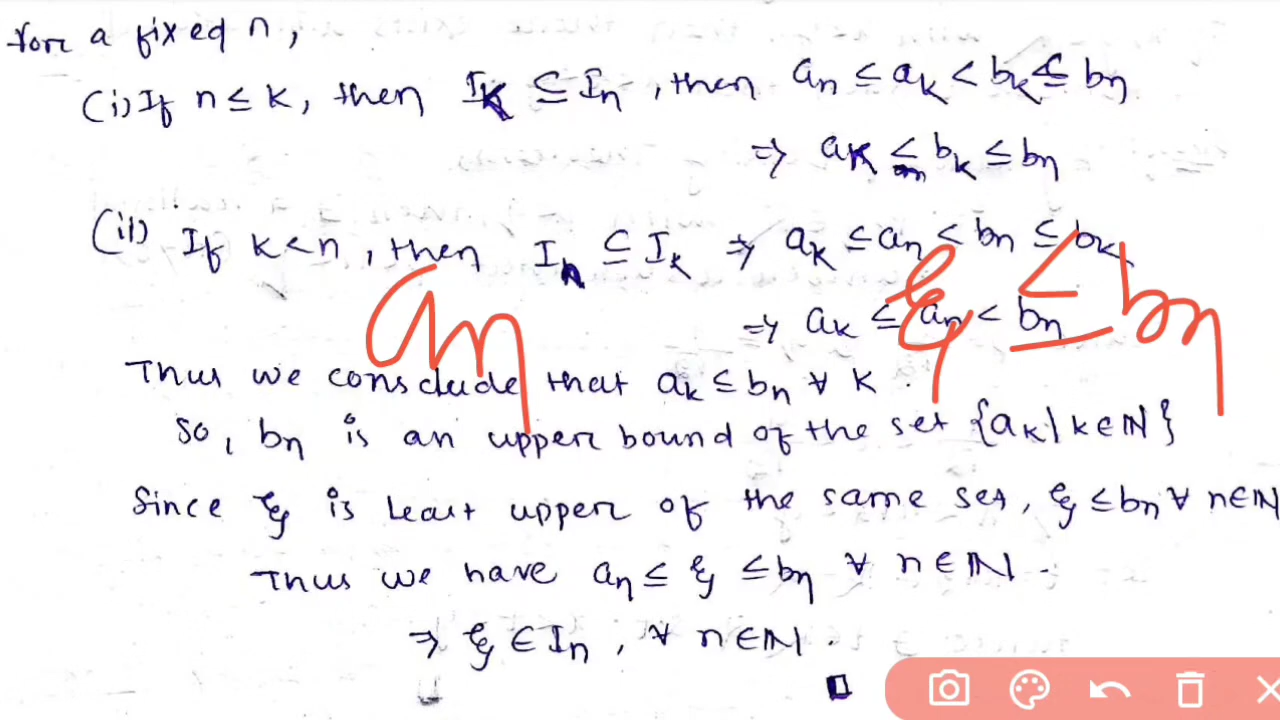 for a fixed n,
(i) If n ≤ k, then I_k ⊆ I_n, then a_n ≤ a_k < b_k ≤ b_n
⇒ a_k ≤ b_k ≤ b_n
(ii) If k < n, then I_n ⊆ I_k ⇒ a_k ≤ a_n < b_n ≤ b_k
⇒ a_k ≤ a_n < b_n
a_n ξ ≤ b_n
Thus we consclude that a_k ≤ b_n ∀ k.
So, b_n is an upper bound of the set {a_k | k ∈ ℕ}
Since ξ is least upper of the same set, ξ ≤ b_n ∀ n ∈ ℕ
Thus we have a_n ≤ ξ ≤ b_n ∀ n ∈ ℕ.
⇒ ξ ∈ I_n, ∀ n ∈ ℕ.